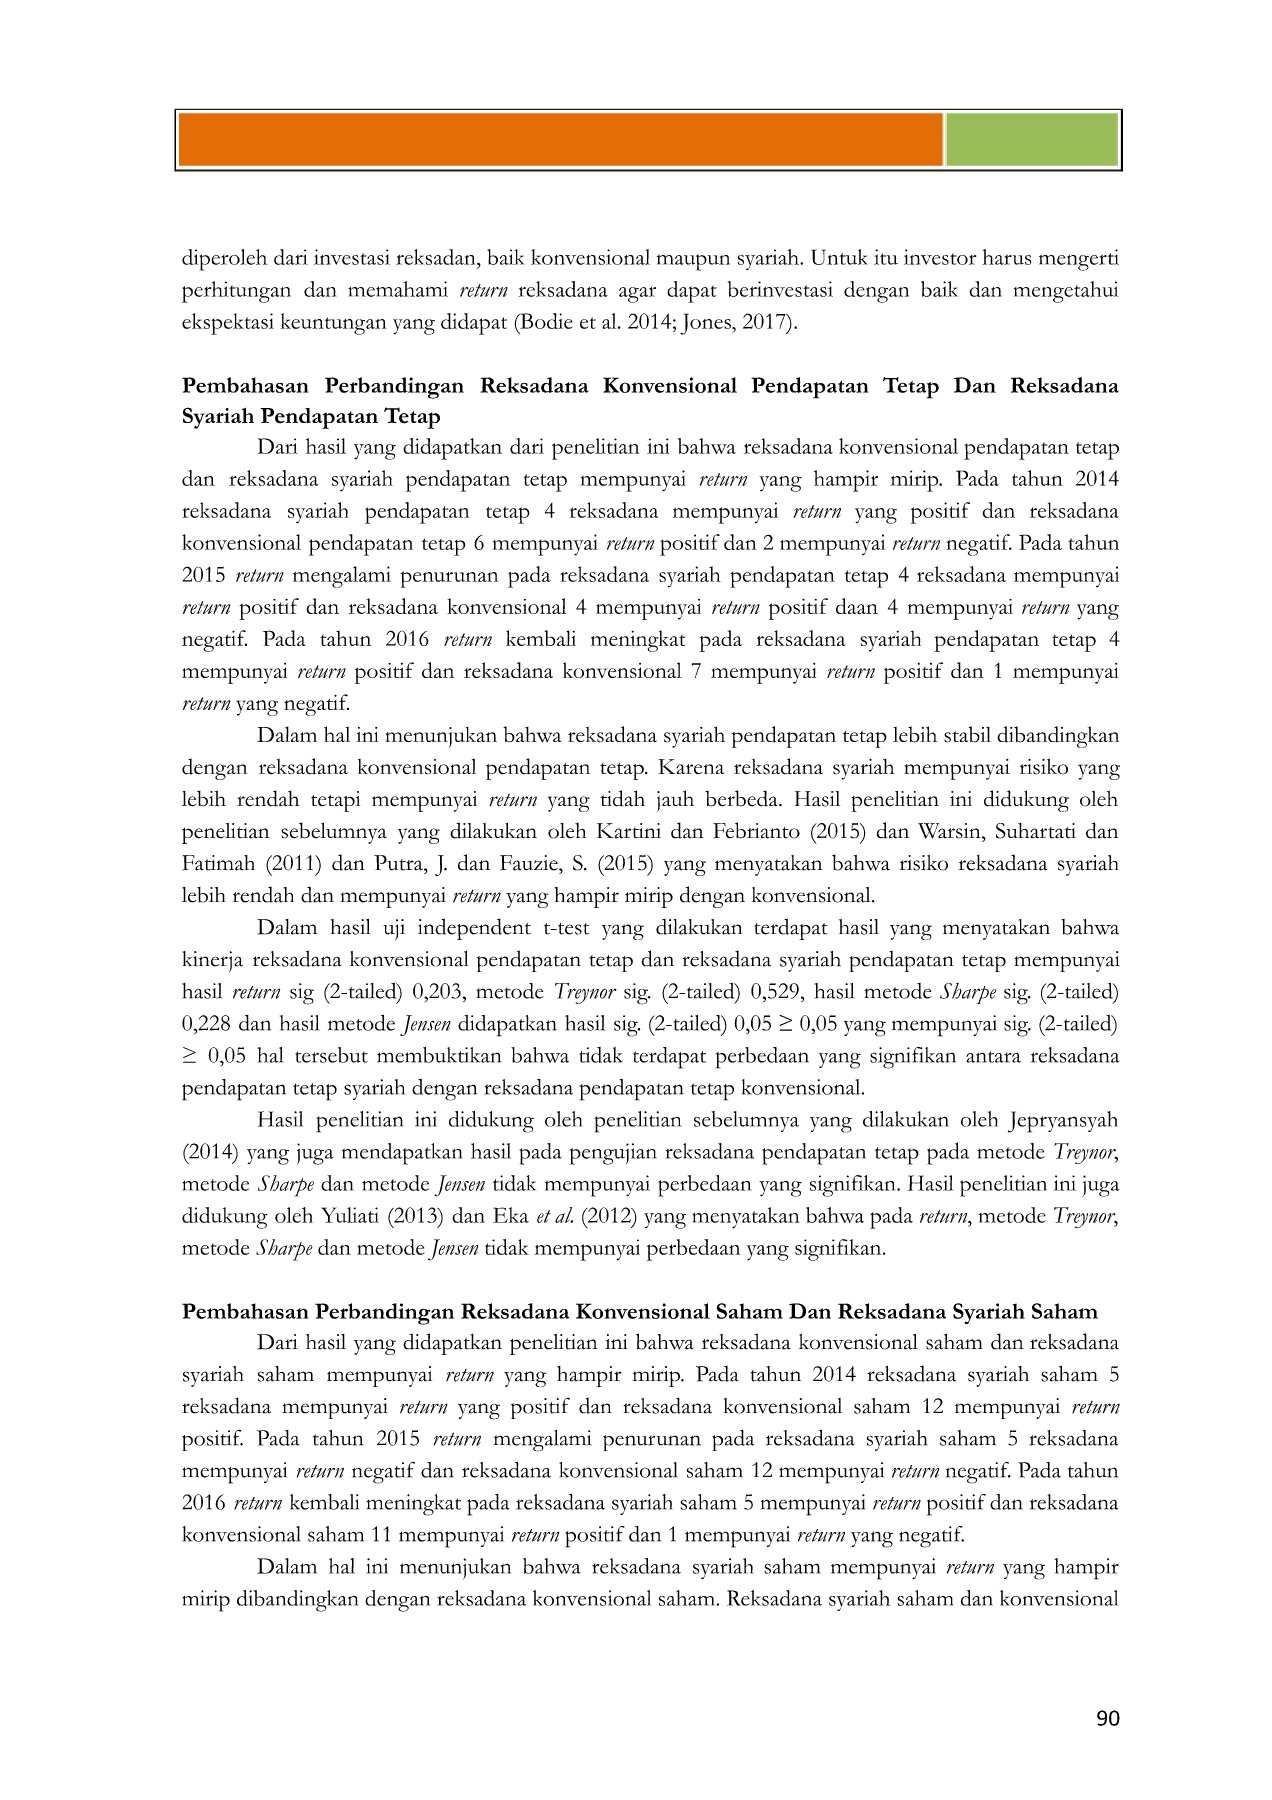 diperoleh dari investasi reksadan, baik konvensional maupun syariah. Untuk itu investor harus mengerti
perhitungan dan memahami return reksadana agar dapat berinvestasi dengan baik dan mengetahui
ekspektasi keuntungan yang didapat (Bodie et al. 2014; Jones, 2017).
Pembahasan Perbandingan Reksadana Konvensional Pendapatan Tetap Dan Reksadana
Syariah Pendapatan Tetap
Dari hasil yang didapatkan dari penelitian ini bahwa reksadana konvensional pendapatan tetap
dan reksadana syariah pendapatan tetap mempunyai return yang hampir mirip. Pada tahun 2014
reksadana syariah pendapatan tetap 4 reksadana mempunyai return yang positif dan reksadana
konvensional pendapatan tetap 6 mempunyai return positif dan 2 mempunyai return negatif. Pada tahun
2015 return mengalami penurunan pada reksadana syariah pendapatan tetap 4 reksadana mempunyai
return positif dan reksadana konvensional 4 mempunyai return positif daan 4 mempunyai return yang
negatif. Pada tahun 2016 return kembali meningkat pada reksadana syariah pendapatan tetap 4
mempunyai return positif dan reksadana konvensional 7 mempunyai return positif dan 1 mempunyai
return yang negatif.
Dalam hal ini menunjukan bahwa reksadana syariah pendapatan tetap lebih stabil dibandingkan
dengan reksadana konvensional pendapatan tetap. Karena reksadana syariah mempunyai risiko yang
lebih rendah tetapi mempunyai return yang tidah jauh berbeda. Hasil penelitian ini didukung oleh
penelitian sebelumnya yang dilakukan oleh Kartini dan Febrianto (2015) dan Warsin, Suhartati dan
Fatimah (2011) dan Putra, J. dan Fauzie, S. (2015) yang menyatakan bahwa risiko reksadana syariah
lebih rendah dan mempunyai return yang hampir mirip dengan konvensional.
Dalam hasil uji independent t-test yang dilakukan terdapat hasil yang menyatakan bahwa
kinerja reksadana konvensional pendapatan tetap dan reksadana syariah pendapatan tetap mempunyai
hasil return sig (2-tailed) 0,203, metode Treynor sig. (2-tailed) 0,529, hasil metode Sharpe sig. (2-tailed)
0,228 dan hasil metode Jensen didapatkan hasil sig. (2-tailed) 0,05 ≥ 0,05 yang mempunyai sig. (2-tailed)
≥ 0,05 hal tersebut membuktikan bahwa tidak terdapat perbedaan yang signifikan antara reksadana
pendapatan tetap syariah dengan reksadana pendapatan tetap konvensional.
Hasil penelitian ini didukung oleh penelitian sebelumnya yang dilakukan oleh Jepryansyah
(2014) yang juga mendapatkan hasil pada pengujian reksadana pendapatan tetap pada metode Treynor,
metode Sharpe dan metode Jensen tidak mempunyai perbedaan yang signifikan. Hasil penelitian ini juga
didukung oleh Yuliati (2013) dan Eka et al. (2012) yang menyatakan bahwa pada return, metode Treynor,
metode Sharpe dan metode Jensen tidak mempunyai perbedaan yang signifikan.
Pembahasan Perbandingan Reksadana Konvensional Saham Dan Reksadana Syariah Saham
Dari hasil yang didapatkan penelitian ini bahwa reksadana konvensional saham dan reksadana
syariah saham mempunyai return yang hampir mirip. Pada tahun 2014 reksadana syariah saham 5
reksadana mempunyai return yang positif dan reksadana konvensional saham 12 mempunyai return
positif. Pada tahun 2015 return mengalami penurunan pada reksadana syariah saham 5 reksadana
mempunyai return negatif dan reksadana konvensional saham 12 mempunyai return negatif. Pada tahun
2016 return kembali meningkat pada reksadana syariah saham 5 mempunyai return positif dan reksadana
konvensional saham 11 mempunyai return positif dan 1 mempunyai return yang negatif.
Dalam hal ini menunjukan bahwa reksadana syariah saham mempunyai return yang hampir
mirip dibandingkan dengan reksadana konvensional saham. Reksadana syariah saham dan konvensional
90